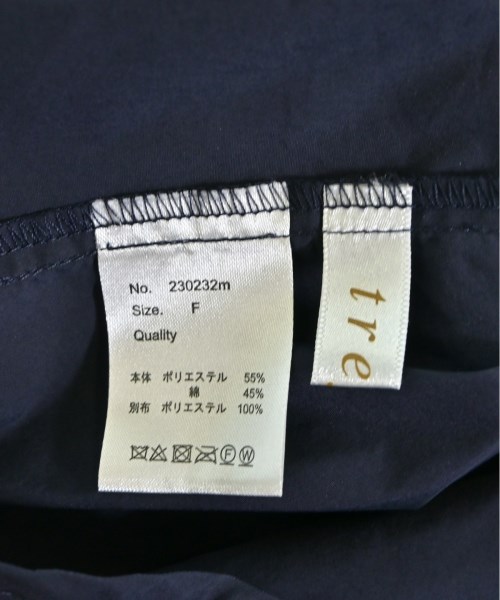 No. 230232m
Size. F
Quality
本体 ポリエステル 55%
綿 45%
別布 ポリエステル 100%
Ⓕ Ⓦ
tre